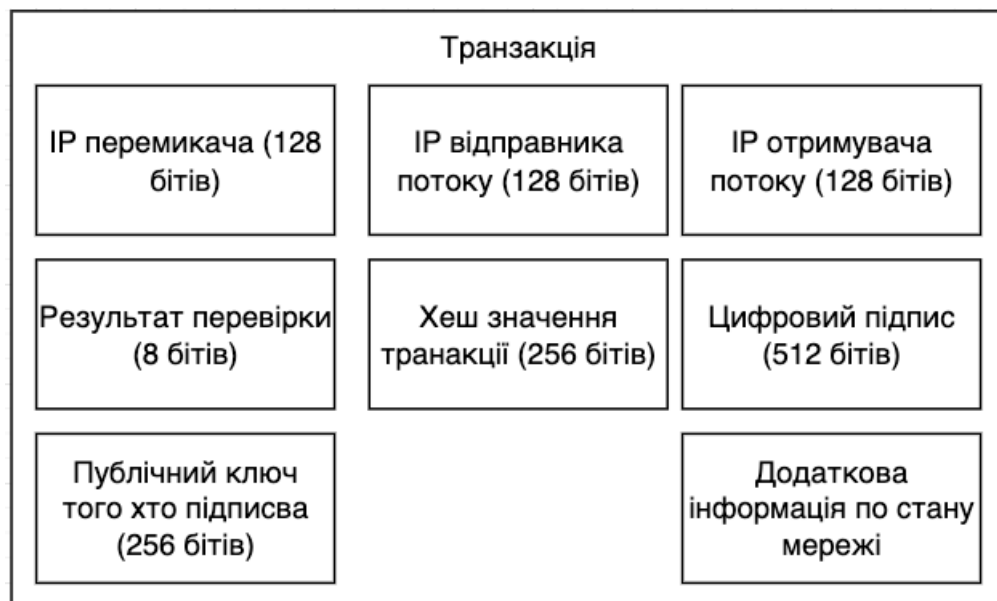 Транзакція
IP перемикача (128
бітів)
IP відправника
потоку (128 бітів)
IP отримувача
потоку (128 бітів)
Результат перевірки
(8 бітів)
Хеш значення
транакції (256 бітів)
Цифровий підпис
(512 бітів)
Публічний ключ
того хто підписва
(256 бітів)
Додаткова
інформація по стану
мережі